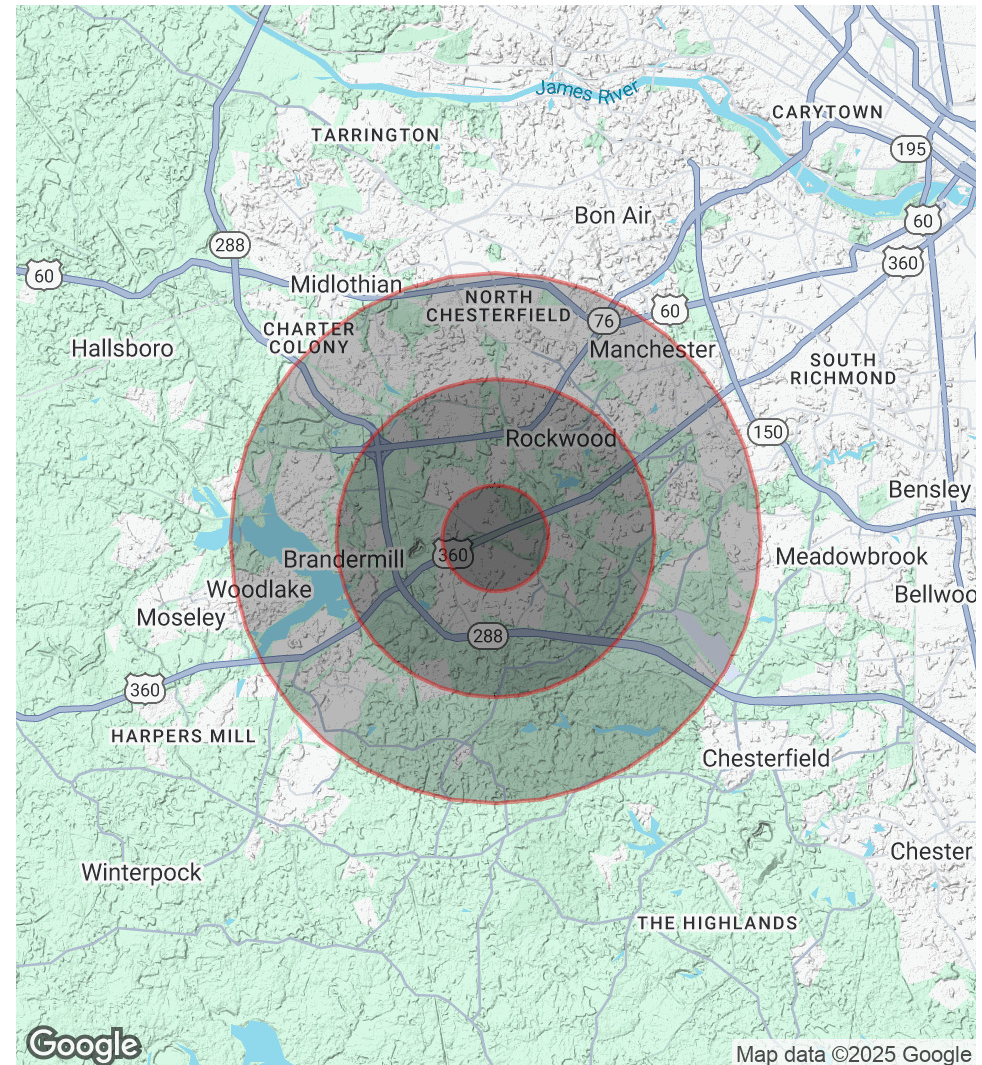 James River
CARYTOWN
TARRINGTON
195
Bon Air
60
288
360
60
Midlothian
NORTH
CHESTERFIELD
60
76
CHARTER
COLONY
Hallsboro
Manchester
SOUTH
RICHMOND
150
Rockwood
Bensley
360
Brandermill
Meadowbrook
Woodlake
Bellwoo
Moseley
288
360
HARPERS MILL
Chesterfield
Chester
Winterpock
THE HIGHLANDS
Google
Map data ©2025 Google